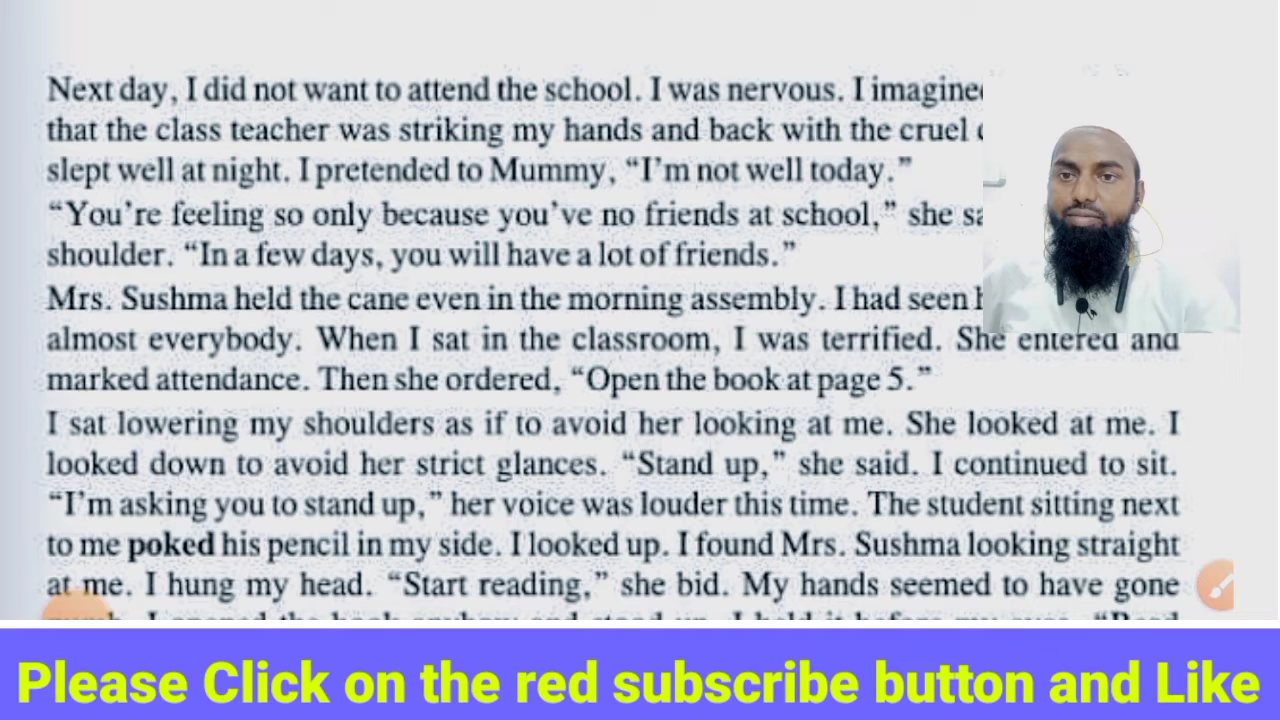 Next day, I did not want to attend the school. I was nervous. I imagine
that the class teacher was striking my hands and back with the cruel
slept well at night. I pretended to Mummy, “I’m not well today.”
“You’re feeling so only because you’ve no friends at school,” she sa
shoulder. “In a few days, you will have a lot of friends.”
Mrs. Sushma held the cane even in the morning assembly. I had seen
almost everybody. When I sat in the classroom, I was terrified. She entered and
marked attendance. Then she ordered, “Open the book at page 5.”
I sat lowering my shoulders as if to avoid her looking at me. She looked at me. I
looked down to avoid her strict glances. “Stand up,” she said. I continued to sit.
“I’m asking you to stand up,” her voice was louder this time. The student sitting next
to me poked his pencil in my side. I looked up. I found Mrs. Sushma looking straight
at me. I hung my head. “Start reading,” she bid. My hands seemed to have gone
Please Click on the red subscribe button and Like